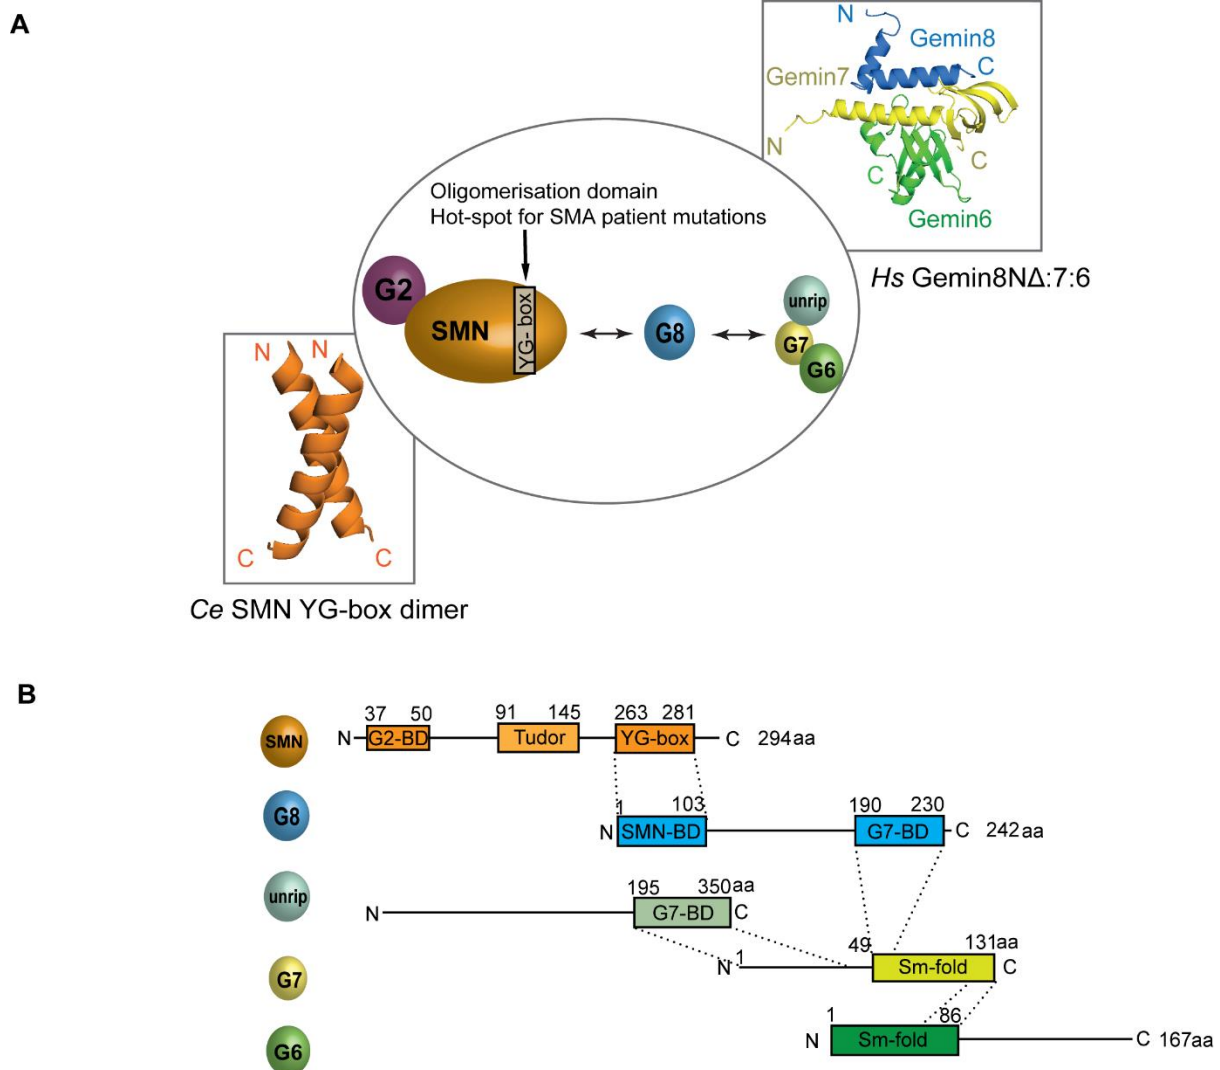 A
N
Gemin8
C
Gemin7
N
C
C
Gemin6
Hs Gemin8NΔ:7:6
Oligomerisation domain
Hot-spot for SMA patient mutations
G2
SMN
YG- box
G8
unrip
G7
G6
N N
C
C
Ce SMN YG-box dimer
B
37 50 91 145 263 281
SMN N G2-BD Tudor YG-box C 294aa
1 103 190 230
G8 N SMN-BD G7-BD C 242 aa
195 350aa
unrip N G7-BD C
49 131aa
G7 N 1 Sm-fold C
1 86
G6 N Sm-fold C 167aa